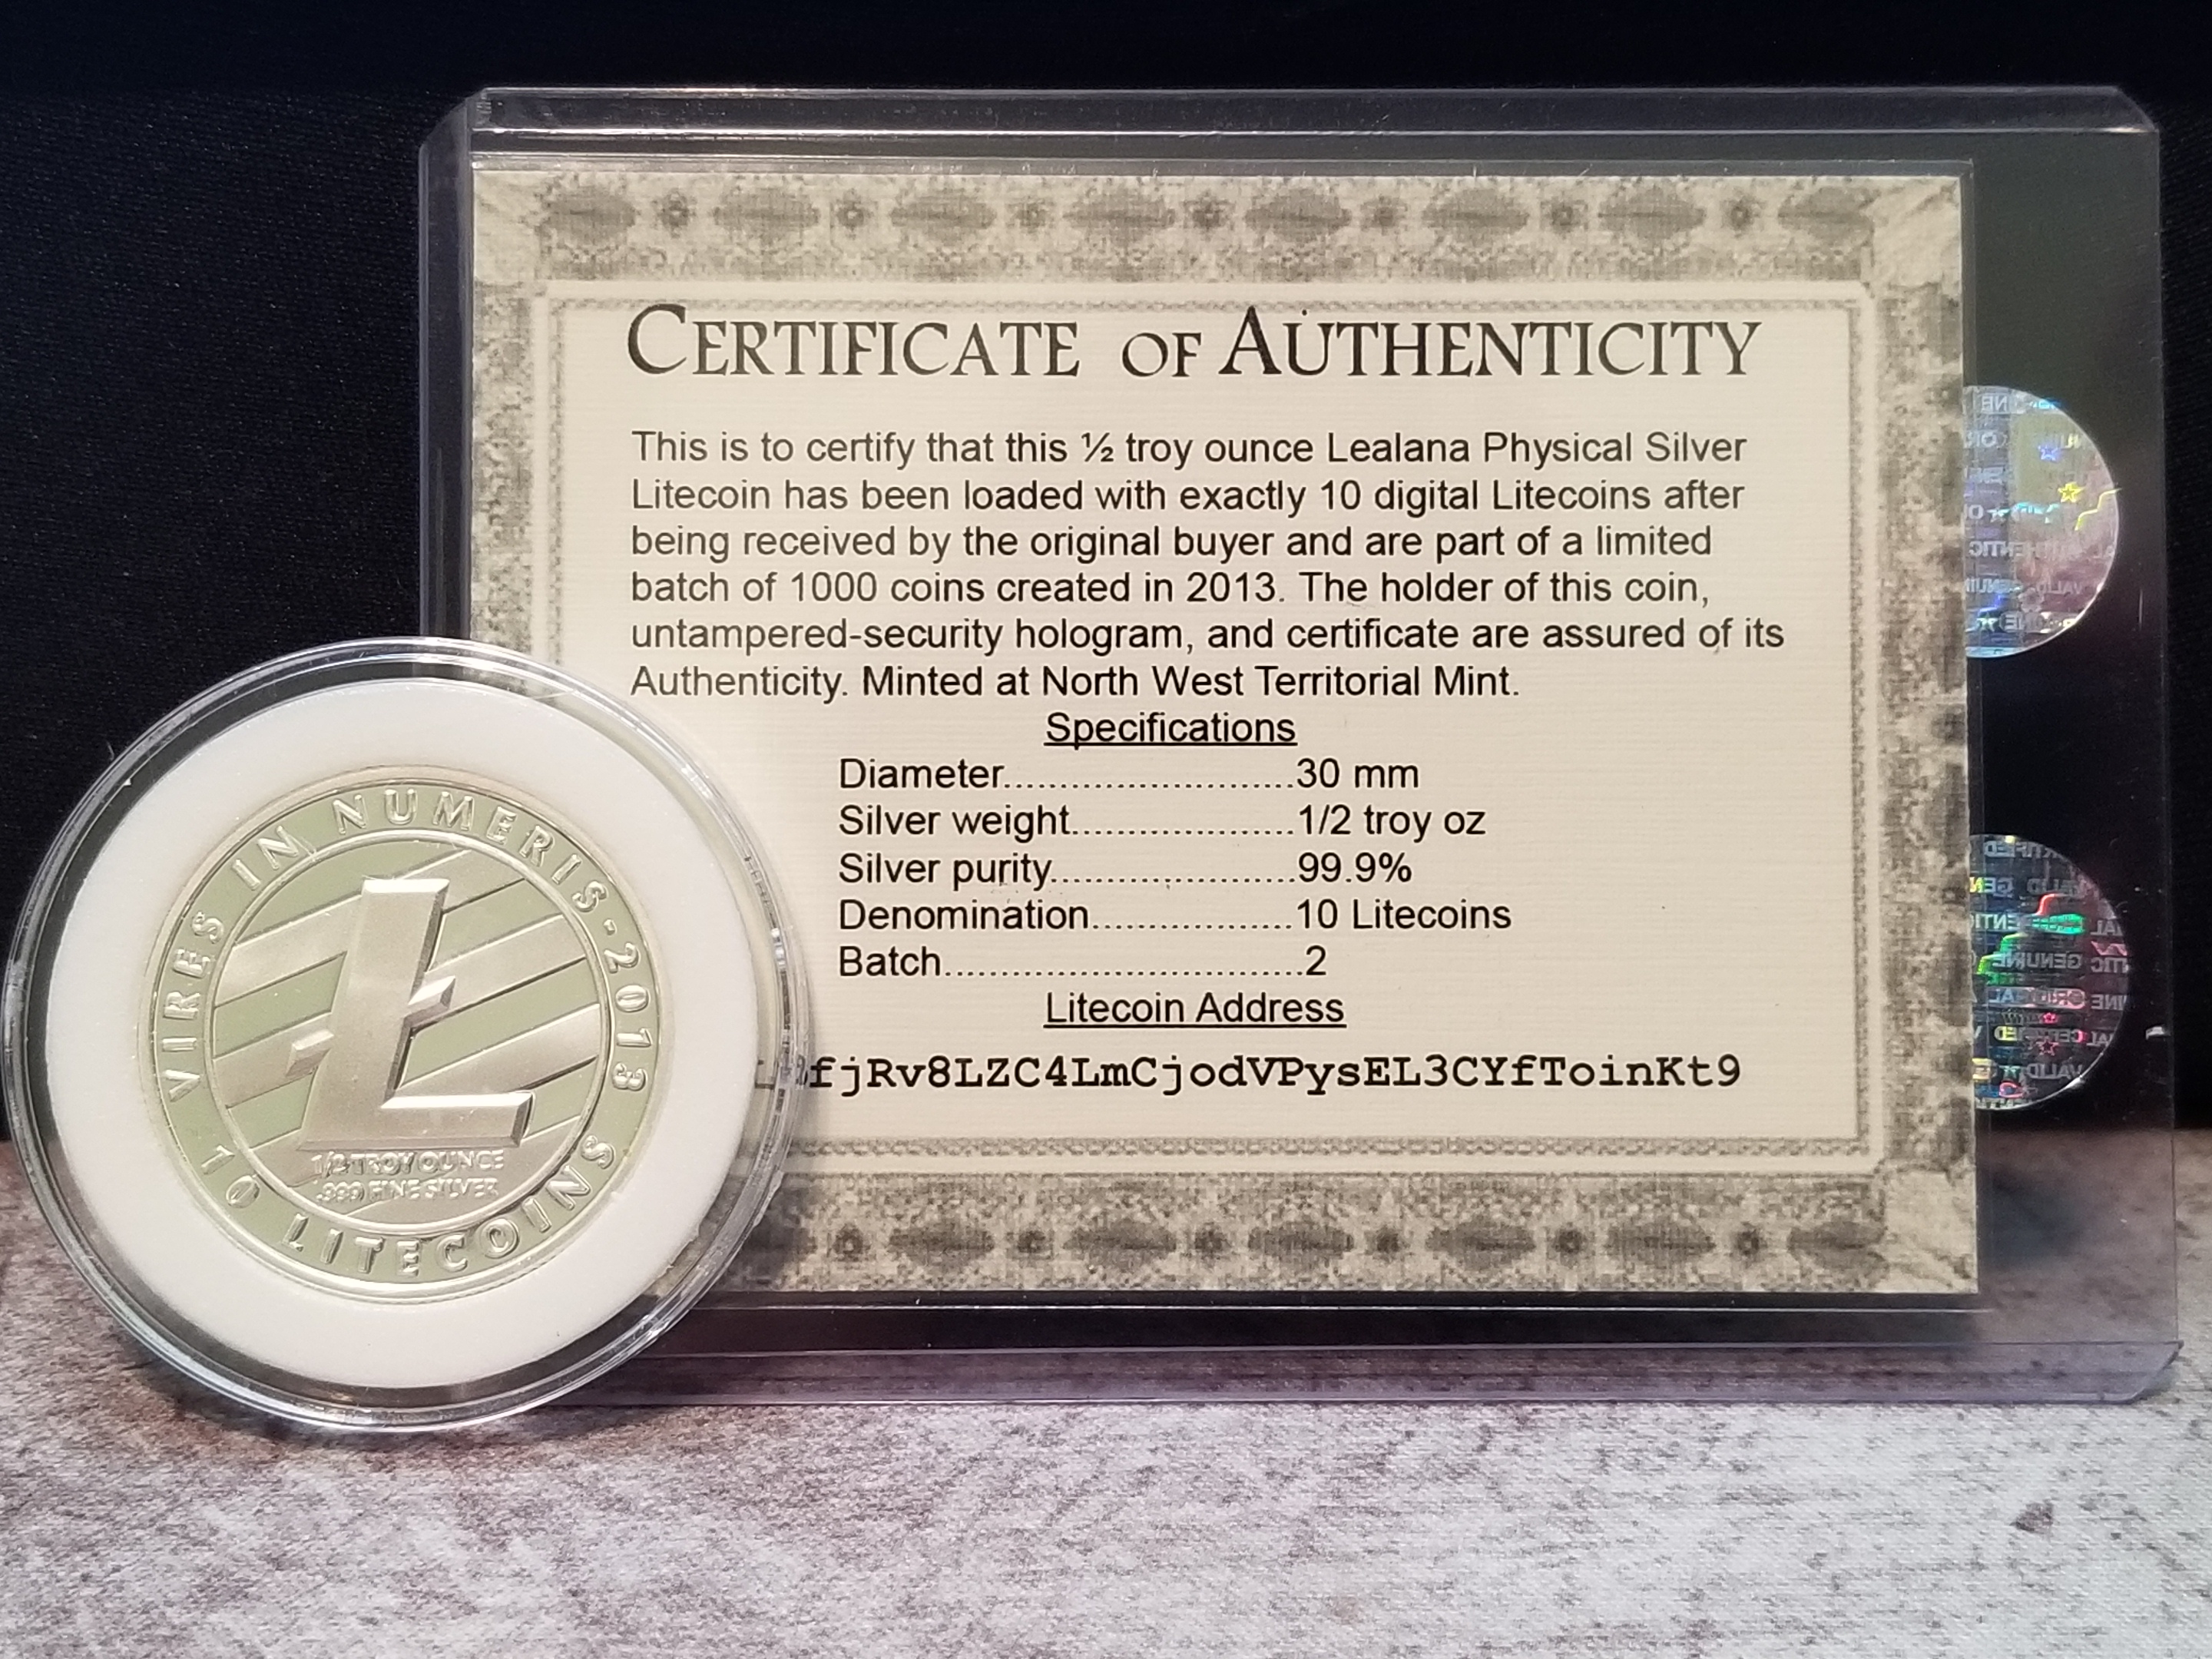 CERTIFICATE OF AUTHENTICITY
This is to certify that this ½ troy ounce Lealana Physical Silver
Litecoin has been loaded with exactly 10 digital Litecoins after
being received by the original buyer and are part of a limited
batch of 1000 coins created in 2013. The holder of this coin,
untampered-security hologram, and certificate are assured of its
Authenticity. Minted at North West Territorial Mint.
Specifications
Diameter..........................30 mm
Silver weight....................1/2 troy oz
Silver purity......................99.9%
Denomination..................10 Litecoins
Batch................................2
Litecoin Address
fjRv8LZC4LmCjodVPysEL3CYfToinKt9
VIRES IN NUMERIS-2013
1/2 TROY OUNCE
.999 FINE SILVER
10 LITECOINS